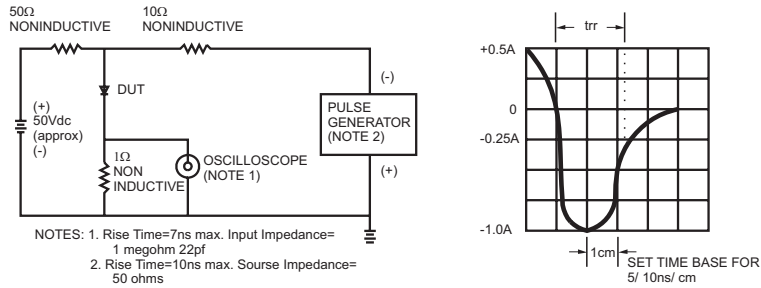 50Ω
NONINDUCTIVE
10Ω
NONINDUCTIVE
DUT
(+)
50Vdc
(approx)
(-)
1Ω
NON
INDUCTIVE
OSCILLOSCOPE
(NOTE 1)
(-)
PULSE
GENERATOR
(NOTE 2)
(+)
NOTES: 1. Rise Time=7ns max. Input Impedance=
1 megohm 22pf
2. Rise Time=10ns max. Sourse Impedance=
50 ohms
trr
+0.5A
0
-0.25A
-1.0A
1cm
SET TIME BASE FOR
5/ 10ns/ cm